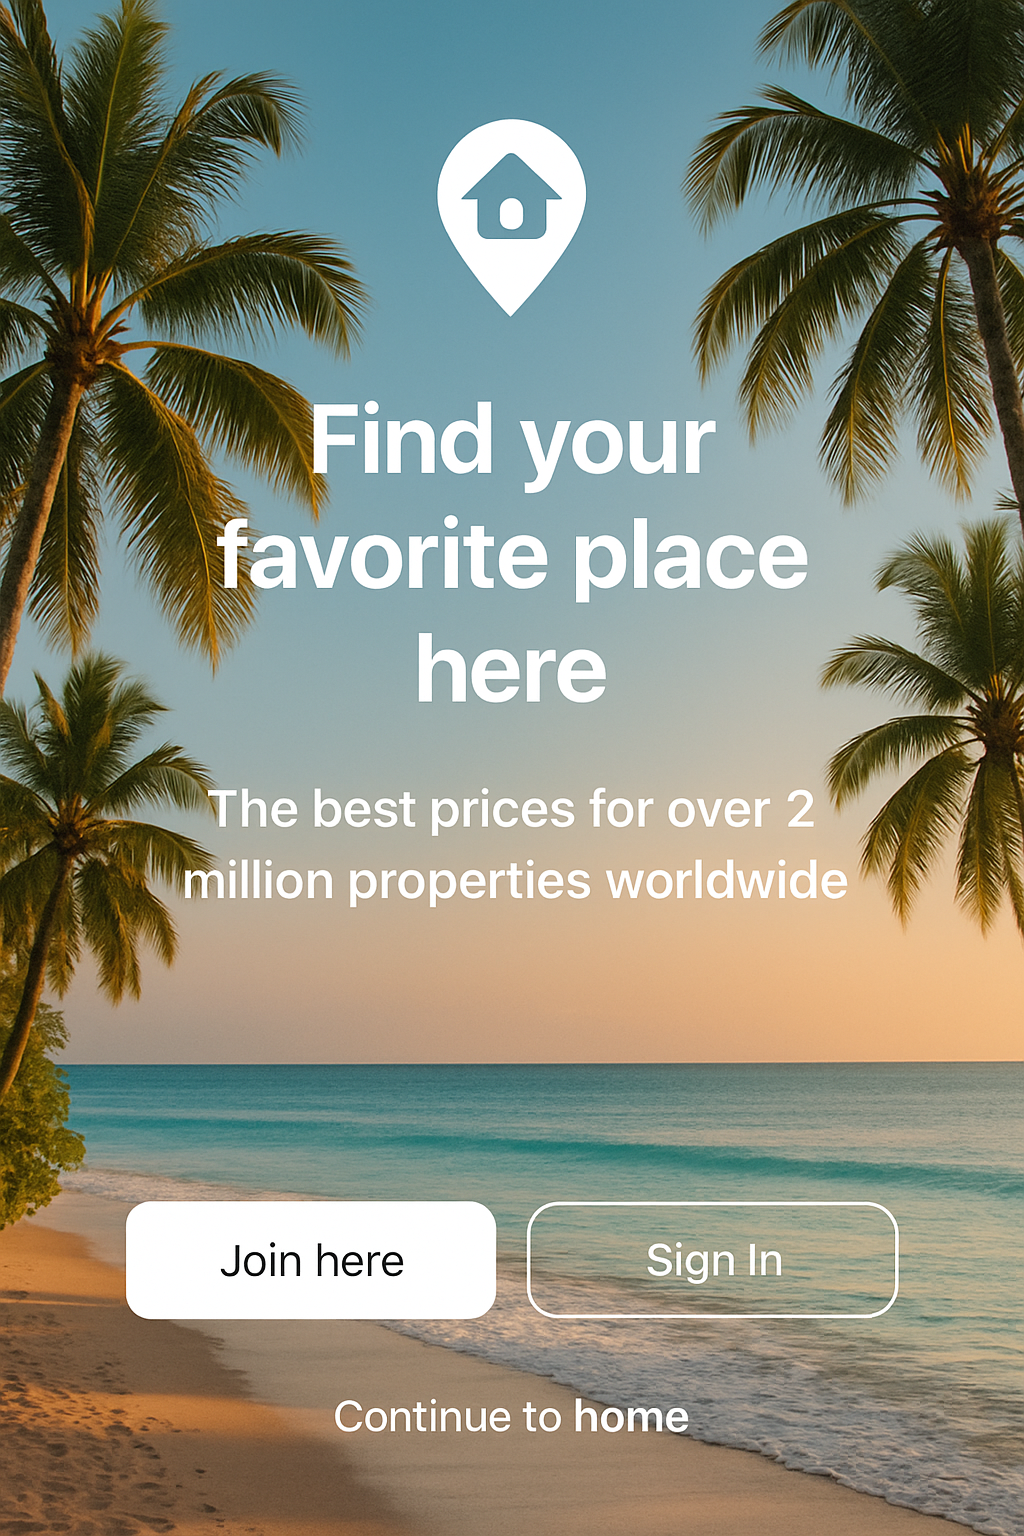 Find your
favorite place
here
The best prices for over 2
million properties worldwide
Join here
Sign In
Continue to home